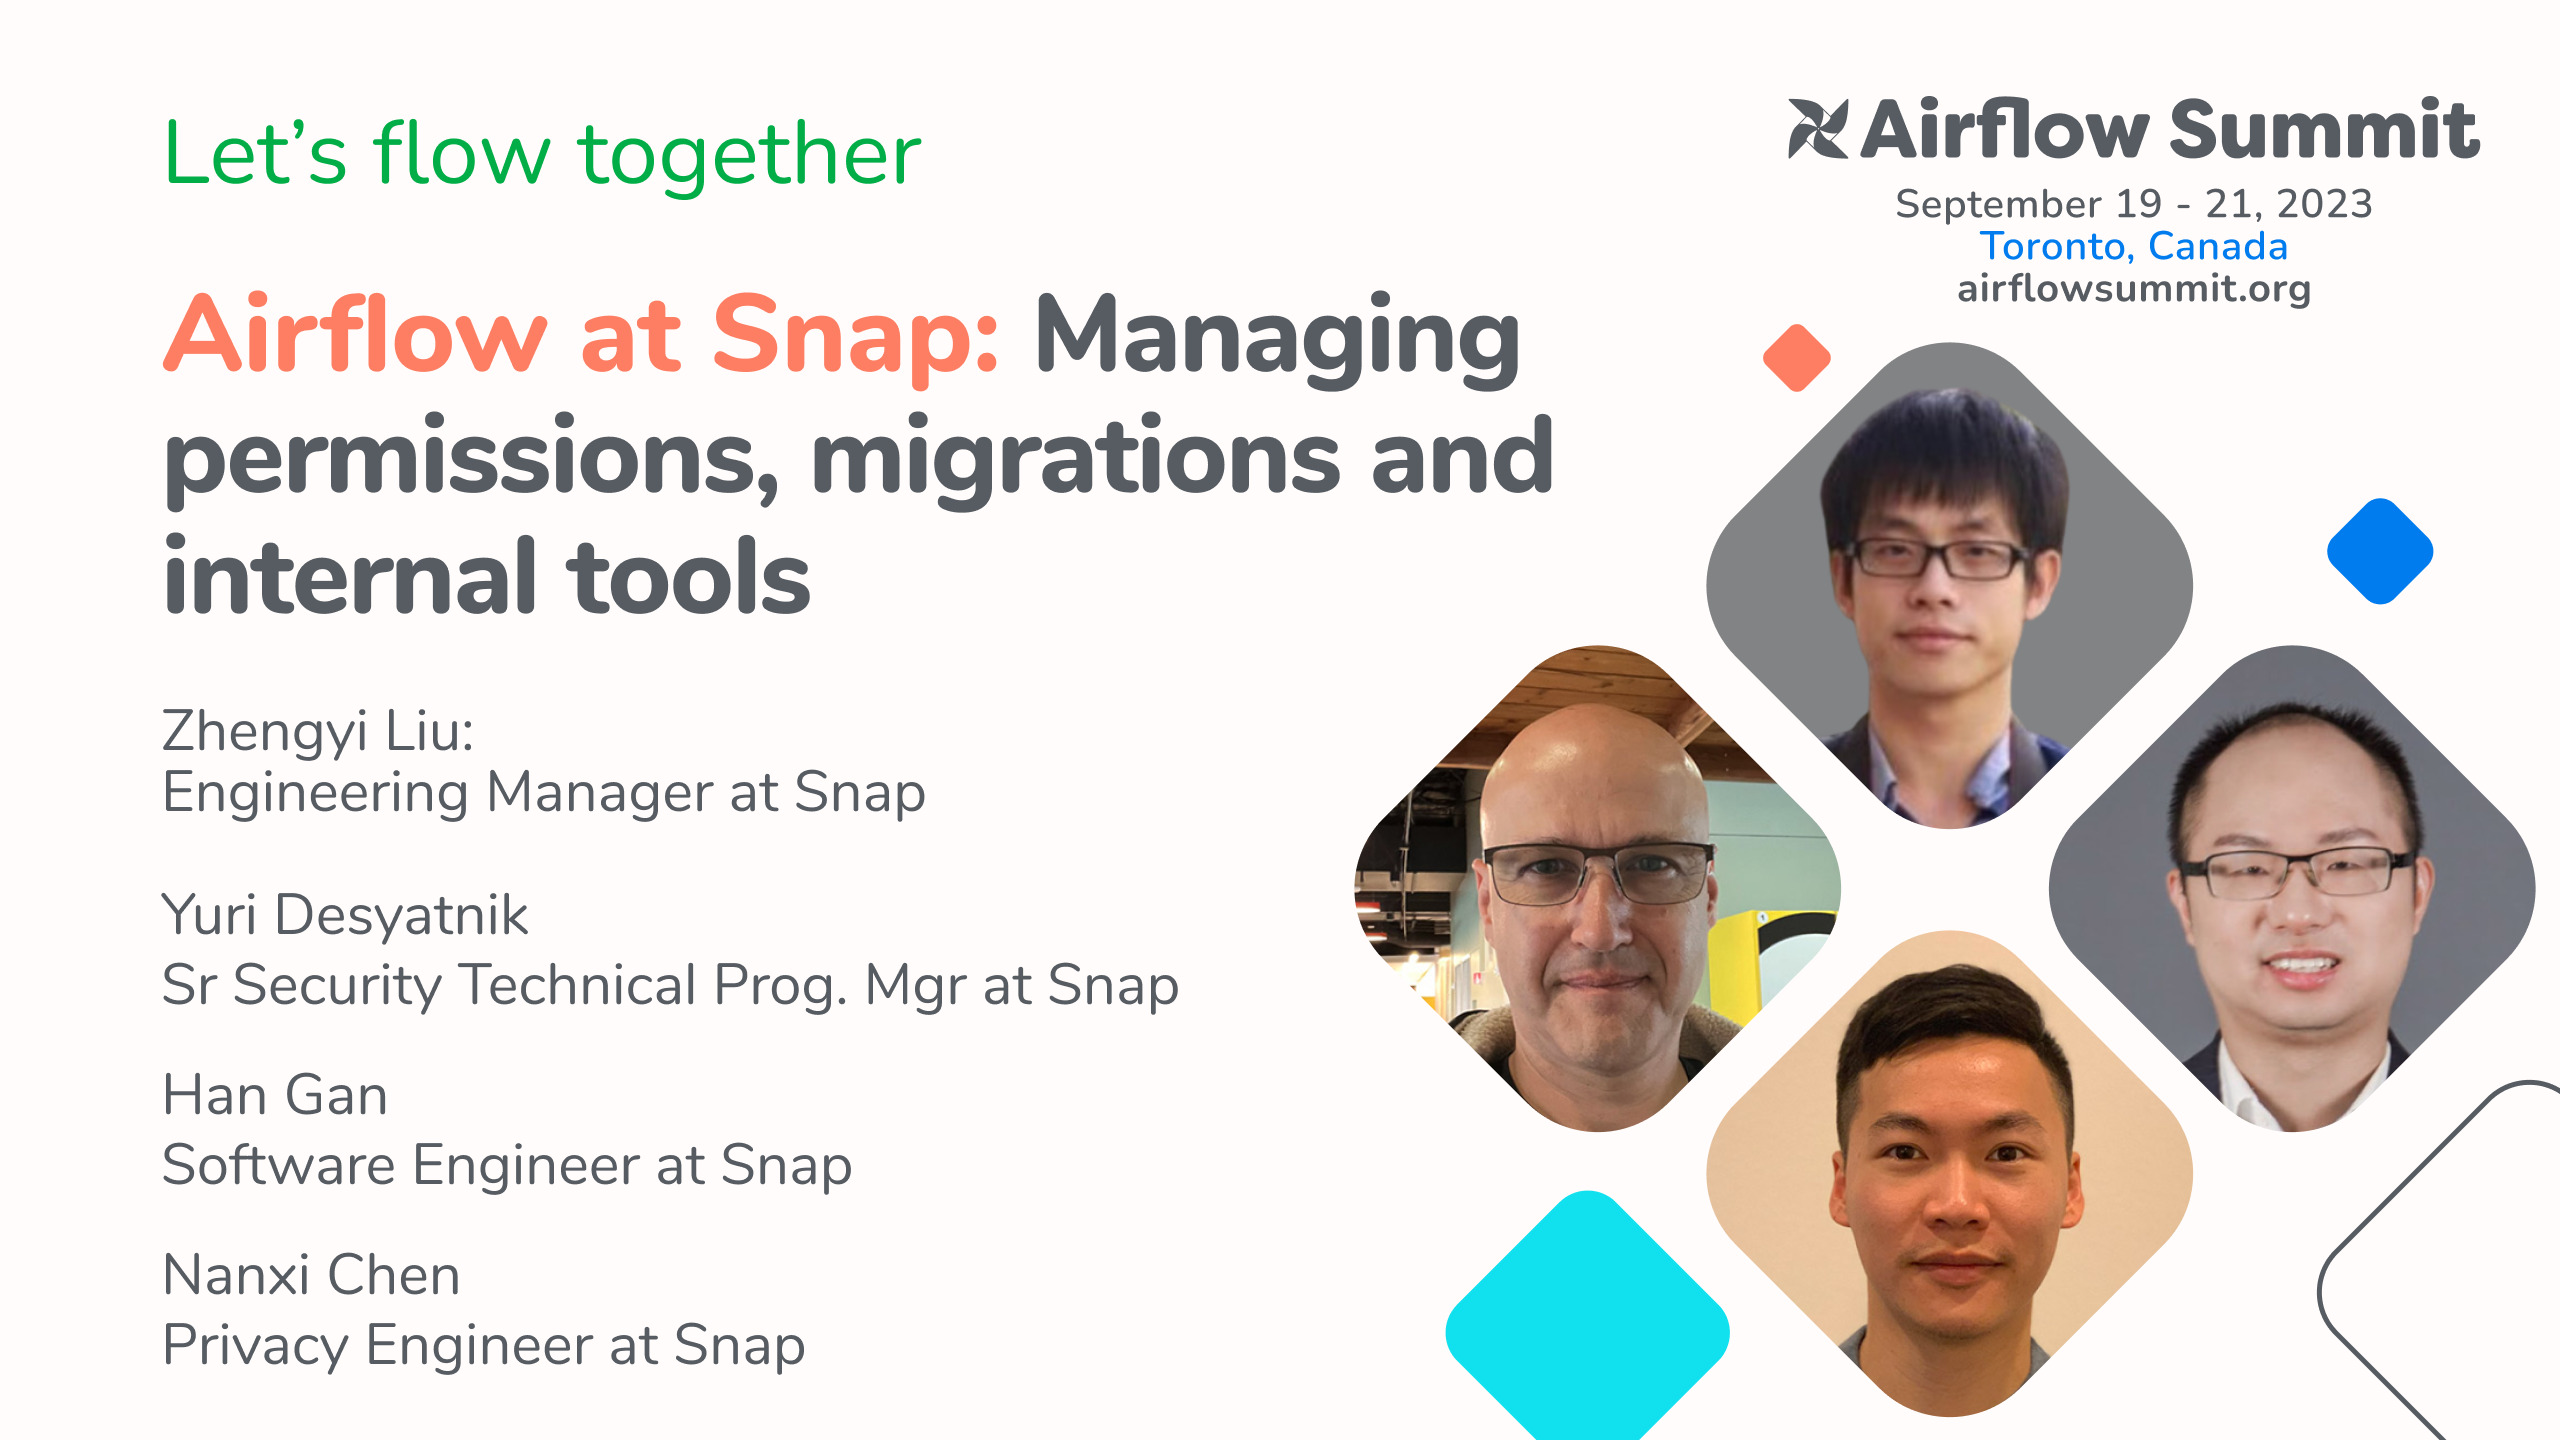 Let’s flow together
Airflow at Snap: Managing
permissions, migrations and
internal tools
Zhengyi Liu:
Engineering Manager at Snap
Yuri Desyatnik
Sr Security Technical Prog. Mgr at Snap
Han Gan
Software Engineer at Snap
Nanxi Chen
Privacy Engineer at Snap
Airflow Summit
September 19 - 21, 2023
Toronto, Canada
airflowsummit.org